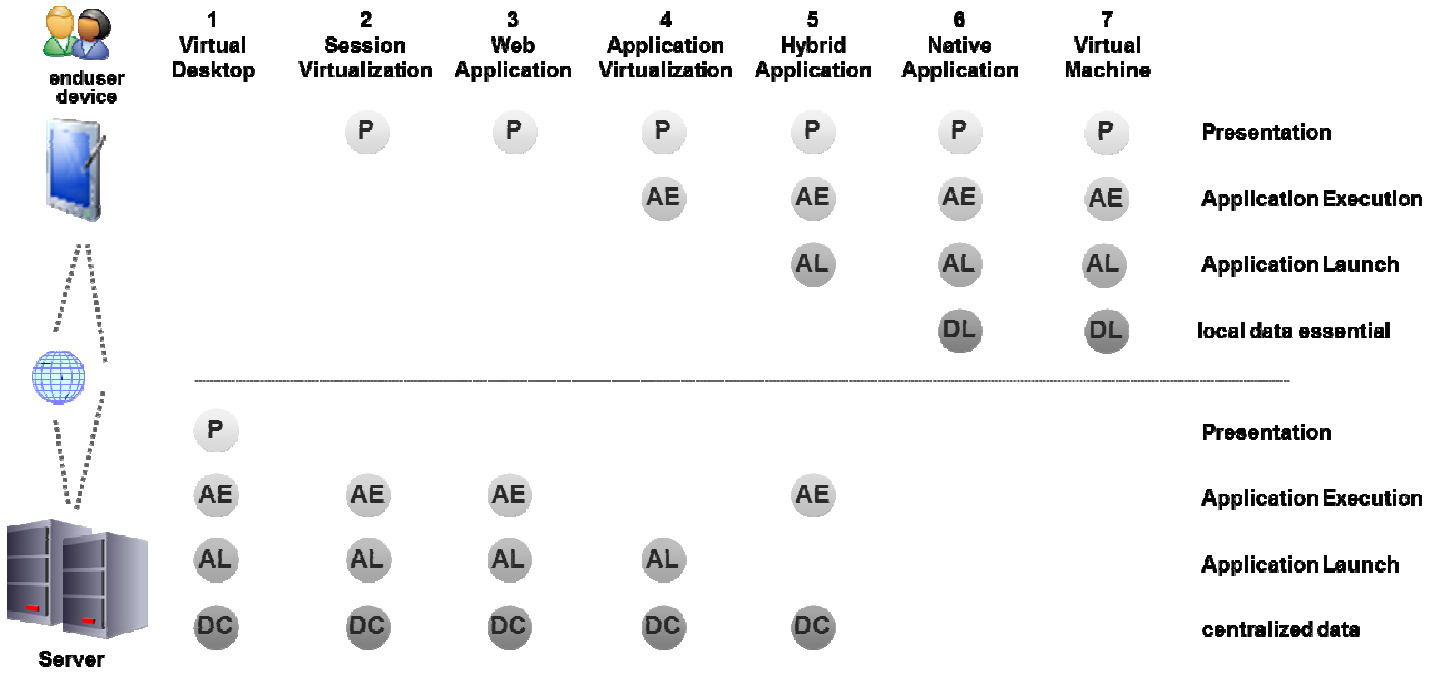 1 2 3 4 5 6 7
Virtual Session Web Application Hybrid Native Virtual
Desktop Virtualization Application Virtualization Application Application Machine
enduser
device
P P P P P P Presentation
AE AE AE AE Application Execution
AL AL AL Application Launch
DL DL local data essential
P Presentation
AE AE AE AE Application Execution
AL AL AL AL Application Launch
DC DC DC DC DC centralized data
Server